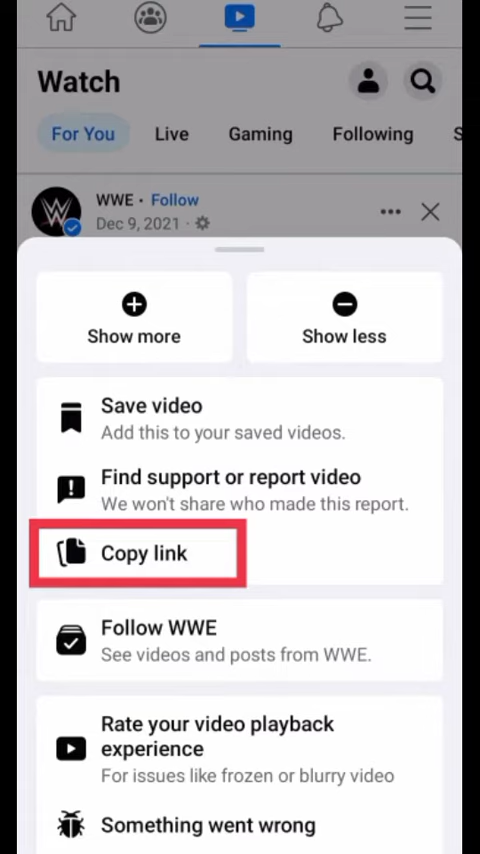 Watch
For You Live Gaming Following S
WWE · Follow
Dec 9, 2021 ·
Show more Show less
Save video
Add this to your saved videos.
Find support or report video
We won't share who made this report.
Copy link
Follow WWE
See videos and posts from WWE.
Rate your video playback
experience
For issues like frozen or blurry video
Something went wrong